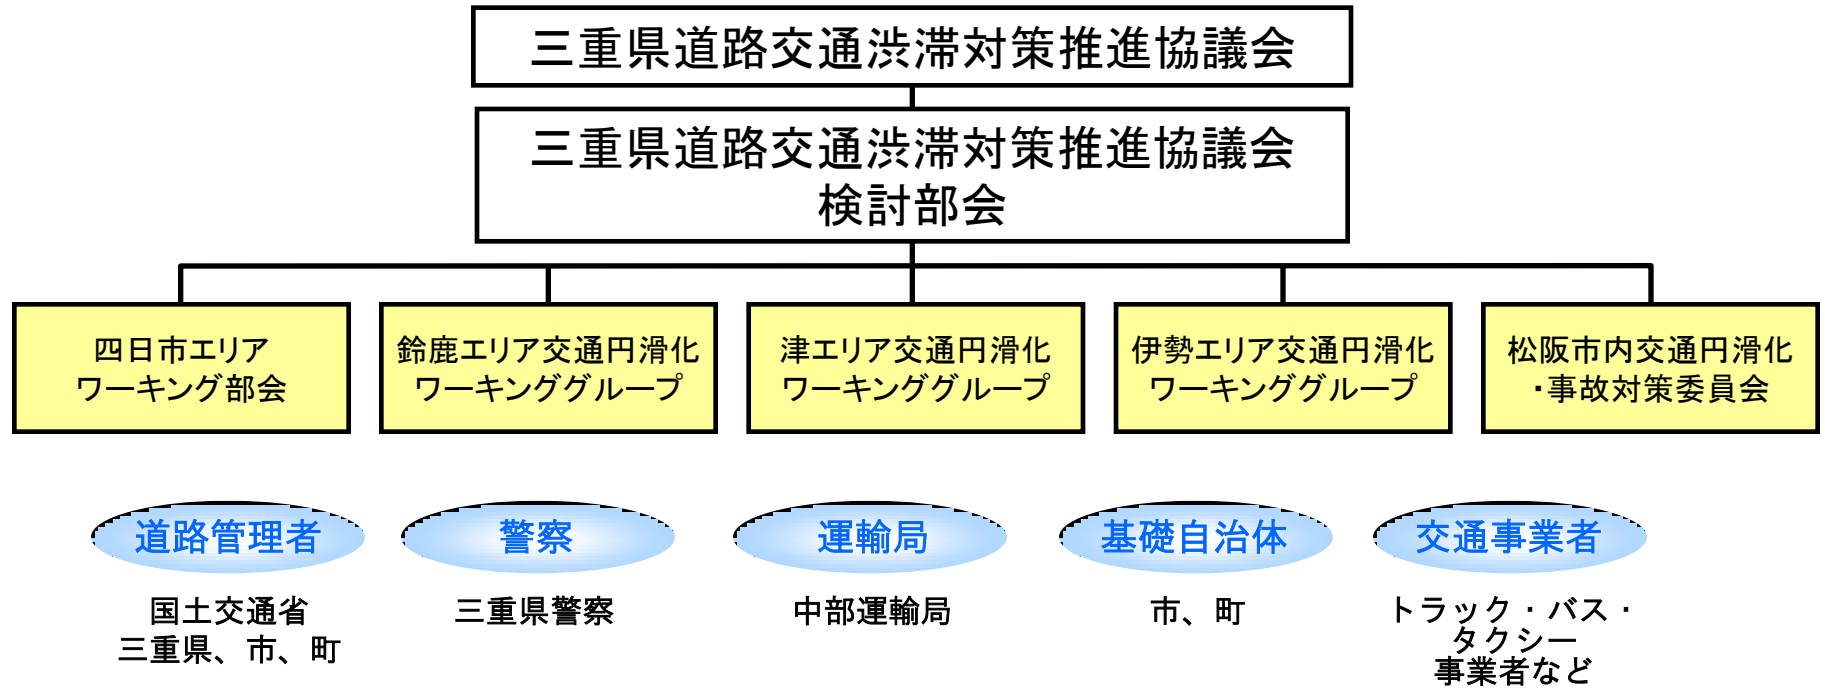 三重県道路交通渋滞対策推進協議会
三重県道路交通渋滞対策推進協議会
検討部会
四日市エリア
ワーキング部会
鈴鹿エリア交通円滑化
ワーキンググループ
津エリア交通円滑化
ワーキンググループ
伊勢エリア交通円滑化
ワーキンググループ
松阪市内交通円滑化
・事故対策委員会
道路管理者
国土交通省
三重県、市、町
警察
三重県警察
運輸局
中部運輸局
基礎自治体
市、町
交通事業者
トラック・バス・
タクシー
事業者など